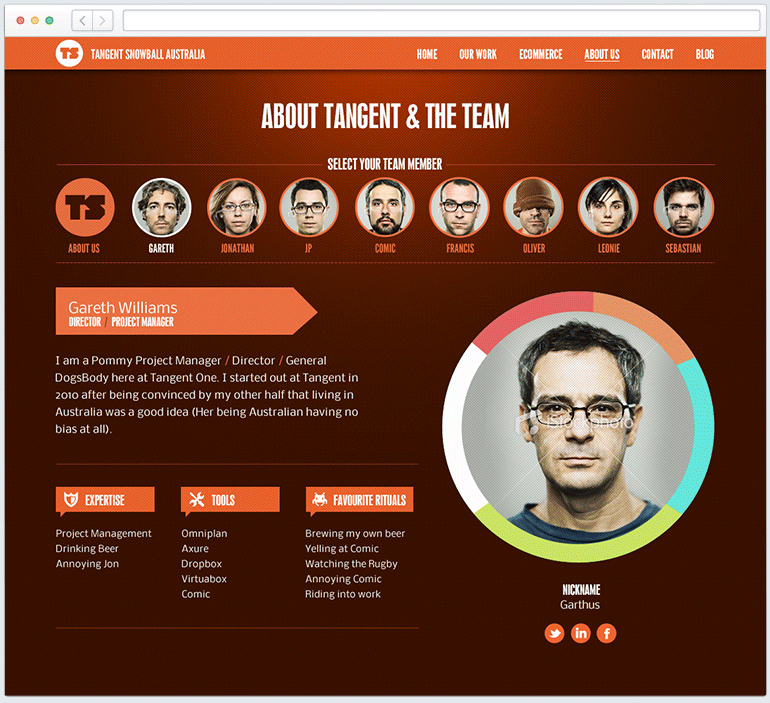 TS TANGENT SNOWBALL AUSTRALIA HOME OUR WORK ECOMMERCE ABOUT US CONTACT BLOG
ABOUT TANGENT & THE TEAM
SELECT YOUR TEAM MEMBER
TS
ABOUT US GARETH JONATHAN JP COMIC FRANCIS OLIVER LEONIE SEBASTIAN
Gareth Williams
DIRECTOR / PROJECT MANAGER
I am a Pommy Project Manager / Director / General
DogsBody here at Tangent One. I started out at Tangent in
2010 after being convinced by my other half that living in
Australia was a good idea (Her being Australian having no
bias at all).
EXPERTISE
Project Management
Drinking Beer
Annoying Jon
TOOLS
Omniplan
Axure
Dropbox
Virtuabox
Comic
FAVOURITE RITUALS
Brewing my own beer
Yelling at Comic
Watching the Rugby
Annoying Comic
Riding into work
iStockphoto
NICKNAME
Garthus
in f